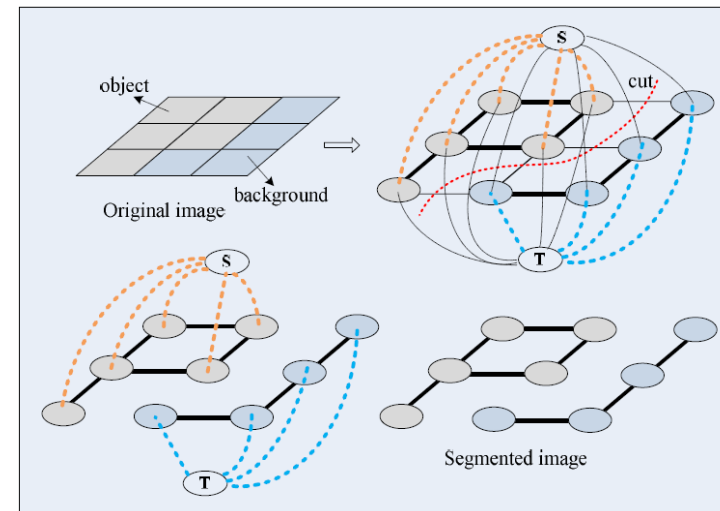 S
object
cut
background
Original image
T
S
T
Segmented image